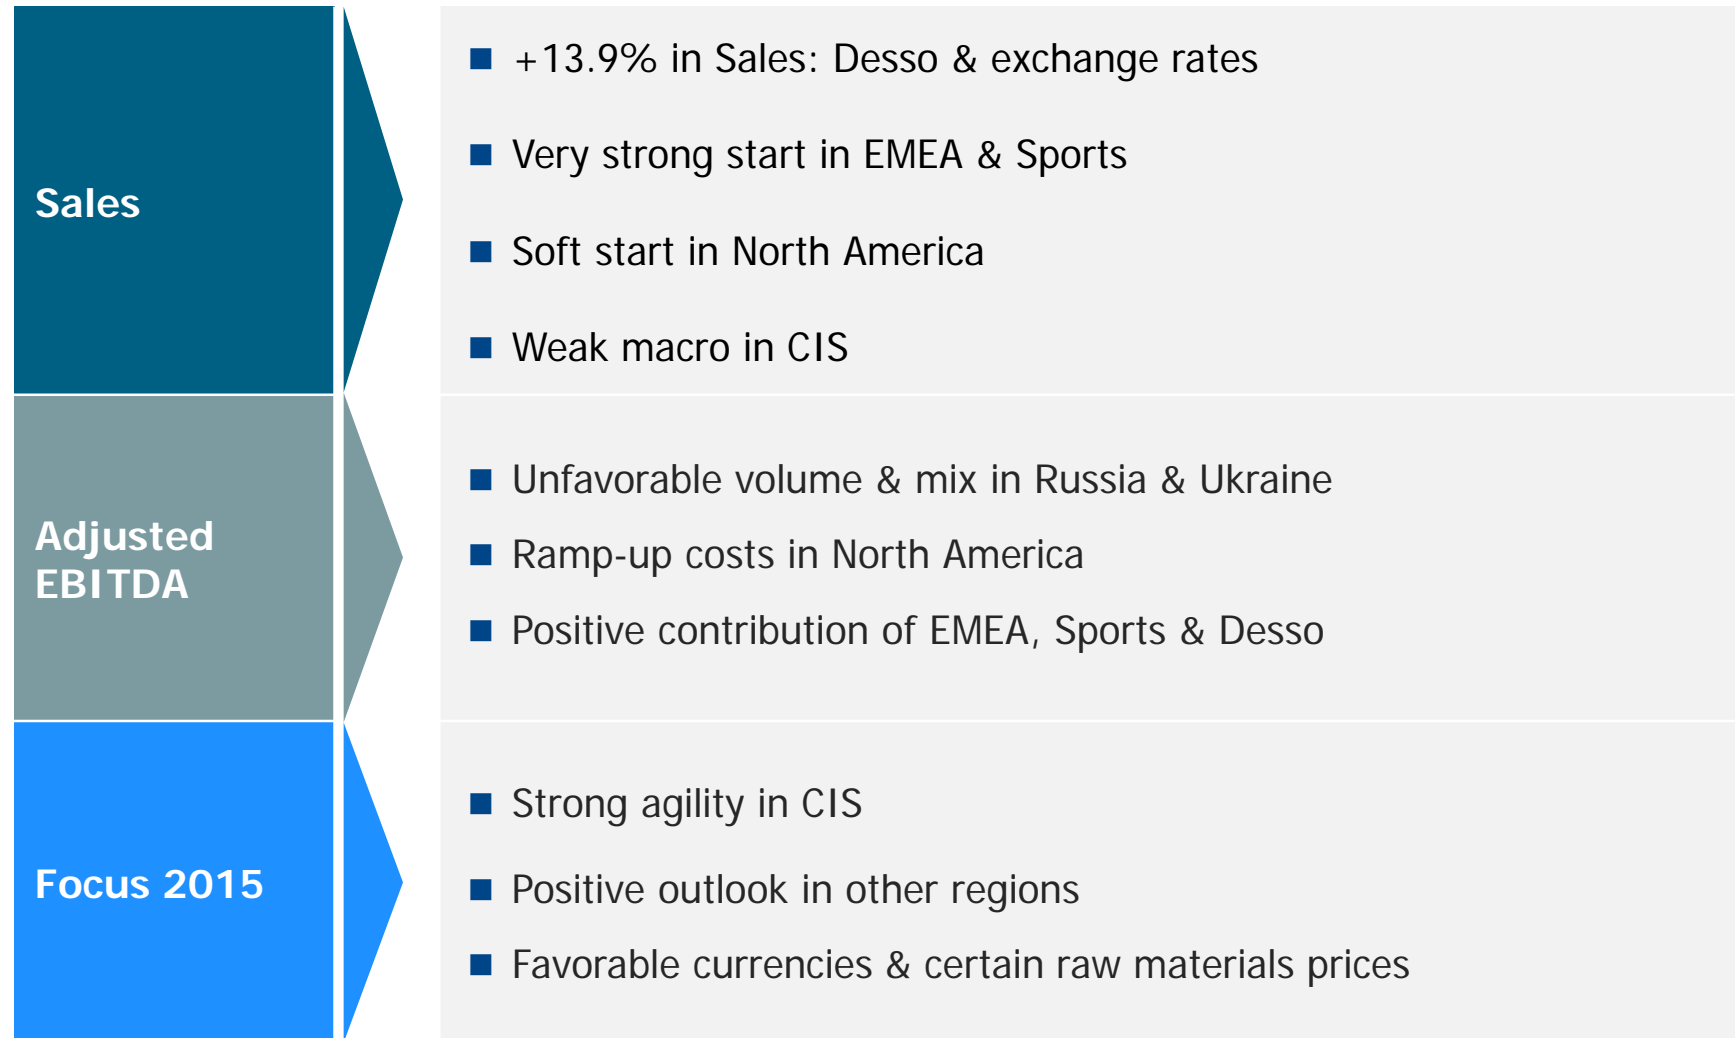 Sales
+13.9% in Sales: Desso & exchange rates
Very strong start in EMEA & Sports
Soft start in North America
Weak macro in CIS
Adjusted
EBITDA
Unfavorable volume & mix in Russia & Ukraine
Ramp-up costs in North America
Positive contribution of EMEA, Sports & Desso
Focus 2015
Strong agility in CIS
Positive outlook in other regions
Favorable currencies & certain raw materials prices